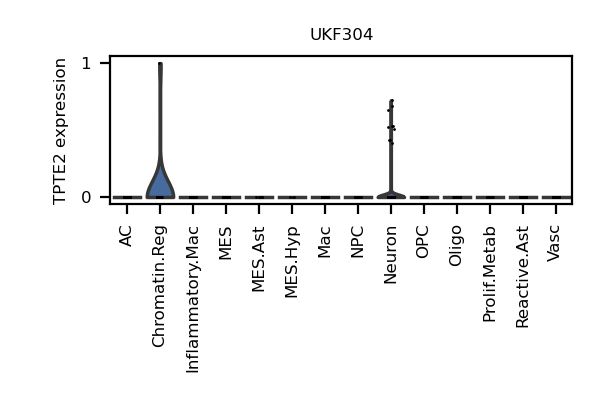 UKF304
TPTE2 expression
1
0
AC
Chromatin.Reg
Inflammatory.Mac
MES
MES.Ast
MES.Hyp
Mac
NPC
Neuron
OPC
Oligo
Prolif.Metab
Reactive.Ast
Vasc